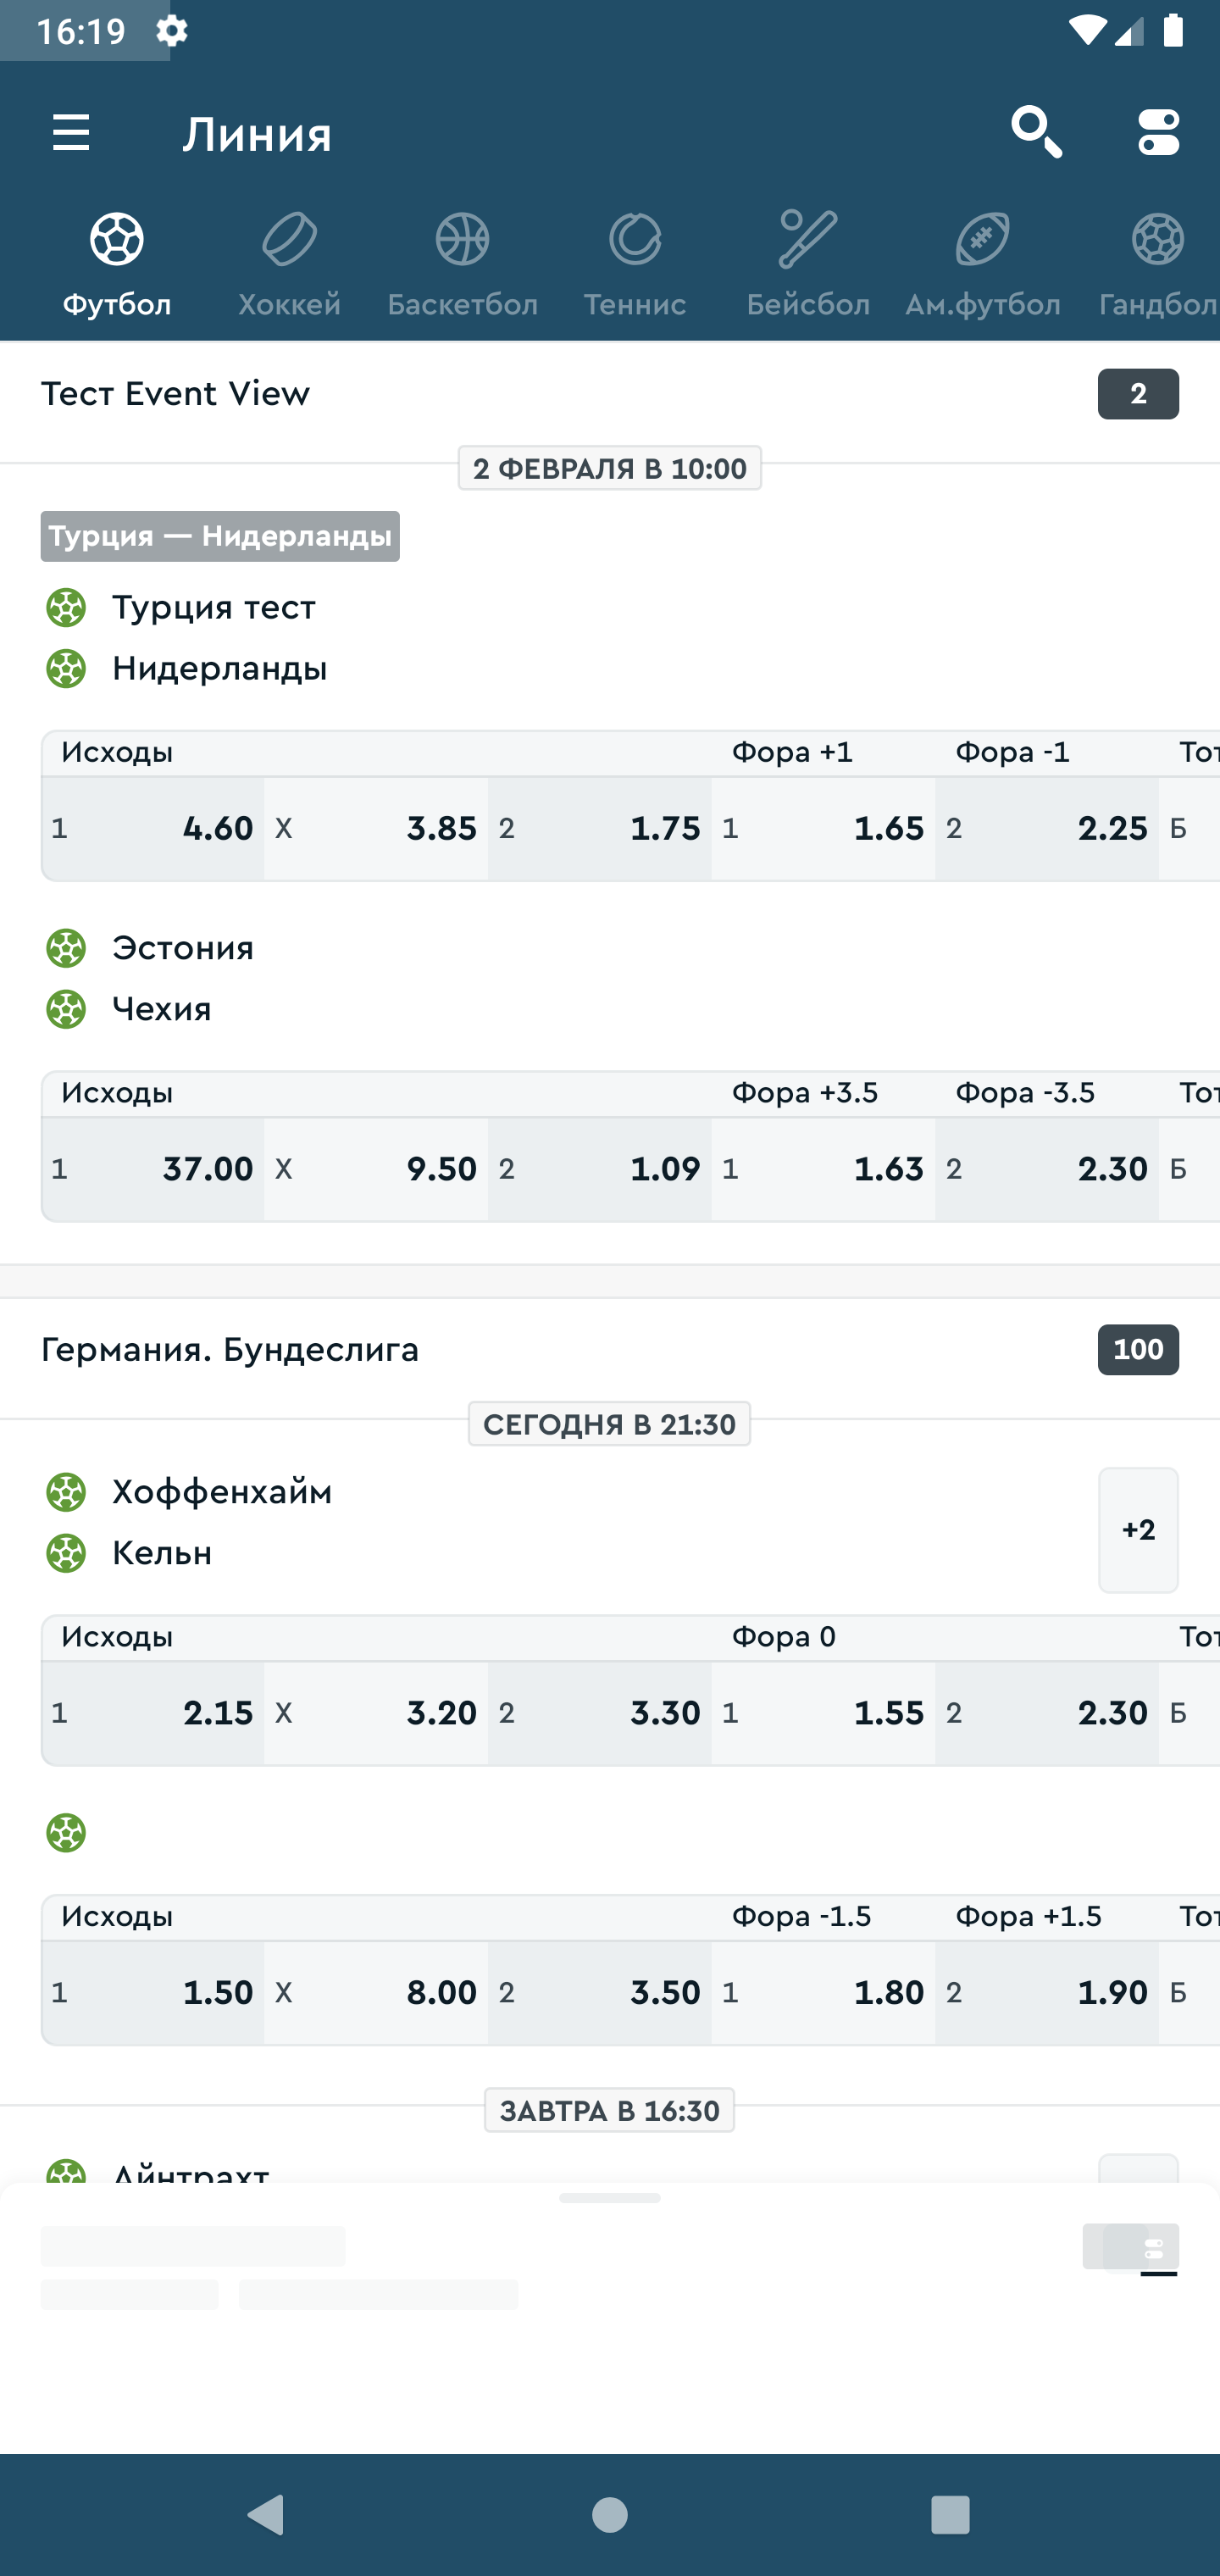 16:19
Линия
Футбол Хоккей Баскетбол Теннис Бейсбол Ам.футбол Гандбол
Тест Event View 2
2 ФЕВРАЛЯ В 10:00
Турция — Нидерланды
Турция тест
Нидерланды
Исходы Фора +1 Фора -1 Тот
1 4.60 X 3.85 2 1.75 1 1.65 2 2.25 Б
Эстония
Чехия
Исходы Фора +3.5 Фора -3.5 Тот
1 37.00 X 9.50 2 1.09 1 1.63 2 2.30 Б
Германия. Бундеслига 100
СЕГОДНЯ В 21:30
Хоффенхайм
+2
Кельн
Исходы Фора 0 Тот
1 2.15 X 3.20 2 3.30 1 1.55 2 2.30 Б
Исходы Фора -1.5 Фора +1.5 Тот
1 1.50 X 8.00 2 3.50 1 1.80 2 1.90 Б
ЗАВТРА В 16:30
Айнтрахт